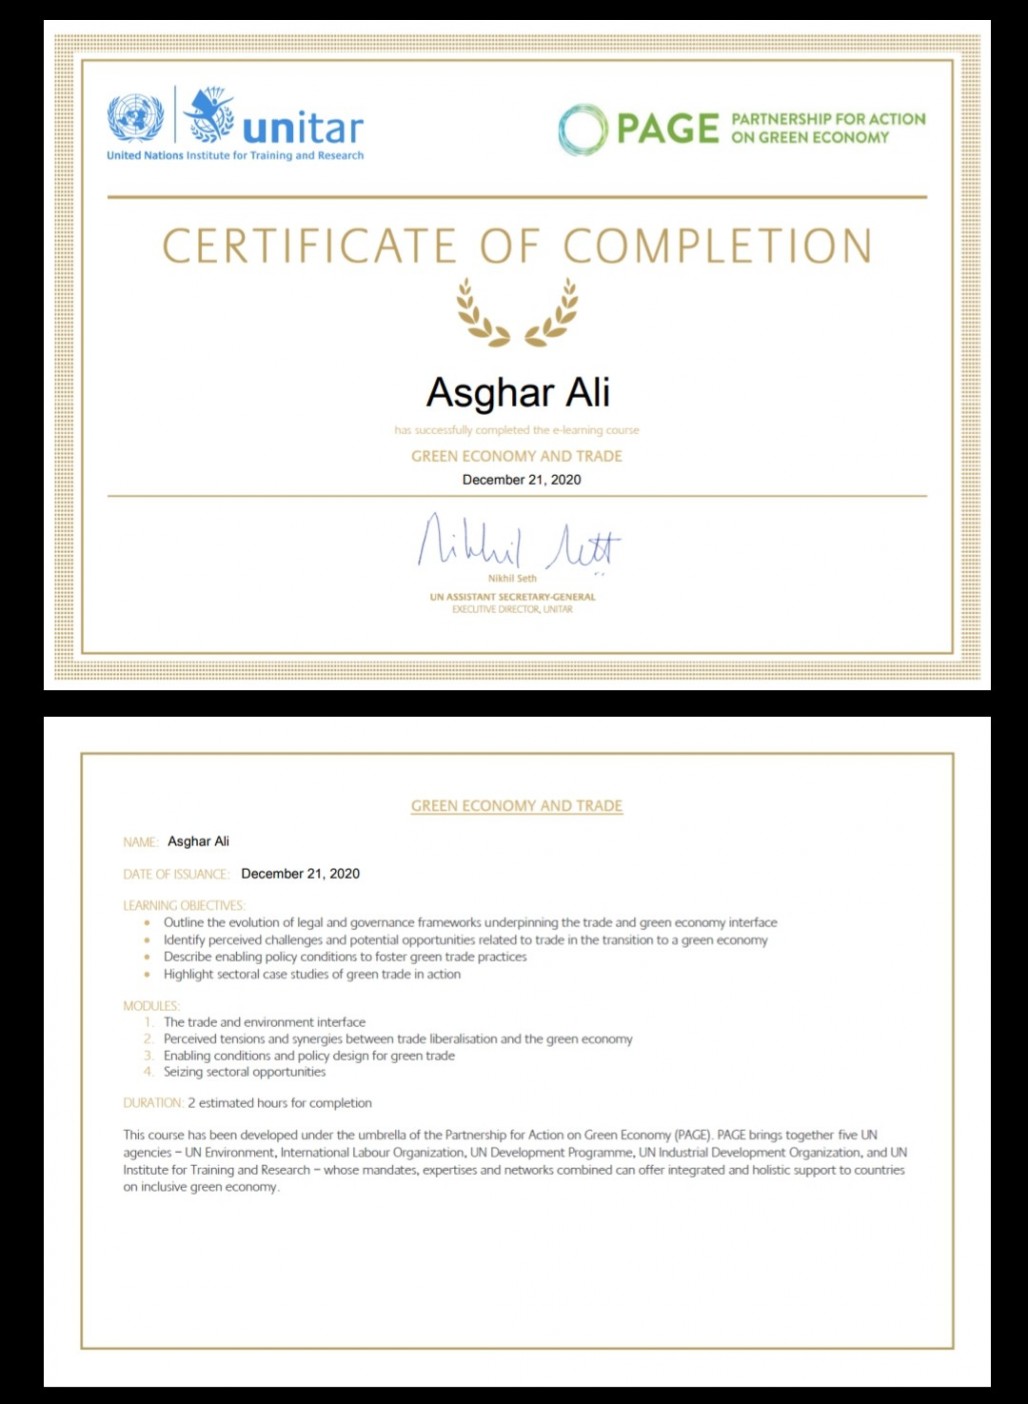 unitar
United Nations Institute for Training and Research
PAGE
PARTNERSHIP FOR ACTION
ON GREEN ECONOMY
CERTIFICATE OF COMPLETION
Asghar Ali
has successfully completed the e-learning course
GREEN ECONOMY AND TRADE
December 21, 2020
Nikhil Seth
Nikhil Seth
UN ASSISTANT SECRETARY-GENERAL
EXECUTIVE DIRECTOR, UNITAR
GREEN ECONOMY AND TRADE
NAME: Asghar Ali
DATE OF ISSUANCE: December 21, 2020
LEARNING OBJECTIVES:
• Outline the evolution of legal and governance frameworks underpinning the trade and green economy interface
• Identify perceived challenges and potential opportunities related to trade in the transition to a green economy
• Describe enabling policy conditions to foster green trade practices
• Highlight sectoral case studies of green trade in action
MODULES:
1. The trade and environment interface
2. Perceived tensions and synergies between trade liberalisation and the green economy
3. Enabling conditions and policy design for green trade
4. Seizing sectoral opportunities
DURATION: 2 estimated hours for completion
This course has been developed under the umbrella of the Partnership for Action on Green Economy (PAGE). PAGE brings together five UN
agencies – UN Environment, International Labour Organization, UN Development Programme, UN Industrial Development Organization, and UN
Institute for Training and Research – whose mandates, expertises and networks combined can offer integrated and holistic support to countries
on inclusive green economy.